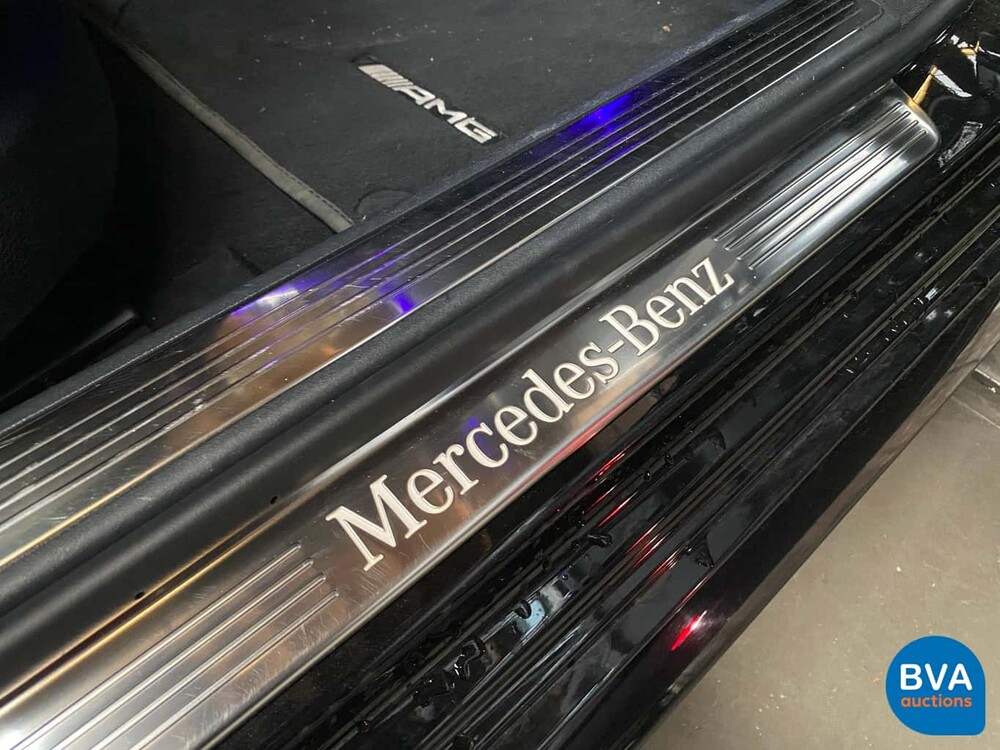 AMG
Mercedes-Benz
BVA
auctions